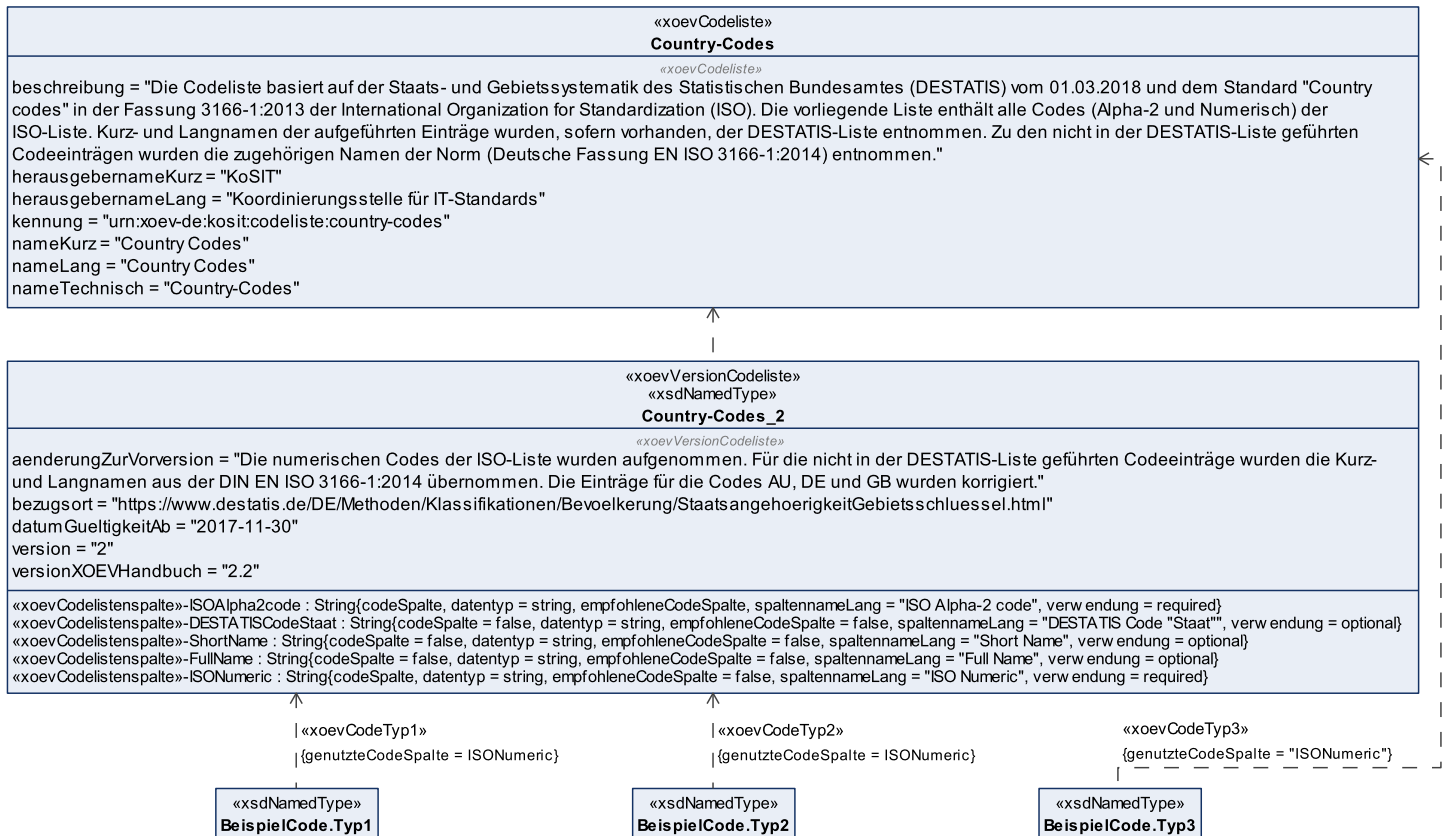 «xoevCodeliste»
Country-Codes
«xoevCodeliste»
beschreibung = "Die Codeliste basiert auf der Staats- und Gebietssystematik des Statistischen Bundesamtes (DESTATIS) vom 01.03.2018 und dem Standard "Country
codes" in der Fassung 3166-1:2013 der International Organization for Standardization (ISO). Die vorliegende Liste enthält alle Codes (Alpha-2 und Numerisch) der
ISO-Liste. Kurz- und Langnamen der aufgeführten Einträge wurden, sofern vorhanden, der DESTATIS-Liste entnommen. Zu den nicht in der DESTATIS-Liste geführten
Codeeinträgen wurden die zugehörigen Namen der Norm (Deutsche Fassung EN ISO 3166-1:2014) entnommen."
herausgebernameKurz = "KoSIT"
herausgebernameLang = "Koordinierungsstelle für IT-Standards"
kennung = "urn:xoev-de:kosit:codeliste:country-codes"
nameKurz = "Country Codes"
nameLang = "Country Codes"
nameTechnisch = "Country-Codes"
«xoevVersionCodeliste»
«xsdNamedType»
Country-Codes_2
«xoevVersionCodeliste»
aenderungZurVorversion = "Die numerischen Codes der ISO-Liste wurden aufgenommen. Für die nicht in der DESTATIS-Liste geführten Codeeinträge wurden die Kurz-
und Langnamen aus der DIN EN ISO 3166-1:2014 übernommen. Die Einträge für die Codes AU, DE und GB wurden korrigiert."
bezugsort = "https://www.destatis.de/DE/Methoden/Klassifikationen/Bevoelkerung/StaatsangehoerigkeitGebietsschluessel.html"
datumGueltigkeitAb = "2017-11-30"
version = "2"
versionXOEVHandbuch = "2.2"
«xoevCodelistenspalte»-ISOAlpha2code : String{codeSpalte, datentyp = string, empfohleneCodeSpalte, spaltennameLang = "ISO Alpha-2 code", verwendung = required}
«xoevCodelistenspalte»-DESTATISCodeStaat : String{codeSpalte = false, datentyp = string, empfohleneCodeSpalte = false, spaltennameLang = "DESTATIS Code "Staat"", verwendung = optional}
«xoevCodelistenspalte»-ShortName : String{codeSpalte = false, datentyp = string, empfohleneCodeSpalte = false, spaltennameLang = "Short Name", verwendung = optional}
«xoevCodelistenspalte»-FullName : String{codeSpalte = false, datentyp = string, empfohleneCodeSpalte = false, spaltennameLang = "Full Name", verwendung = optional}
«xoevCodelistenspalte»-ISONumeric : String{codeSpalte, datentyp = string, empfohleneCodeSpalte = false, spaltennameLang = "ISO Numeric", verwendung = required}
«xoevCodeTyp1»
{genutzteCodeSpalte = ISONumeric}
«xoevCodeTyp2»
{genutzteCodeSpalte = ISONumeric}
«xoevCodeTyp3»
{genutzteCodeSpalte = "ISONumeric"}
«xsdNamedType»
BeispielCode.Typ1
«xsdNamedType»
BeispielCode.Typ2
«xsdNamedType»
BeispielCode.Typ3